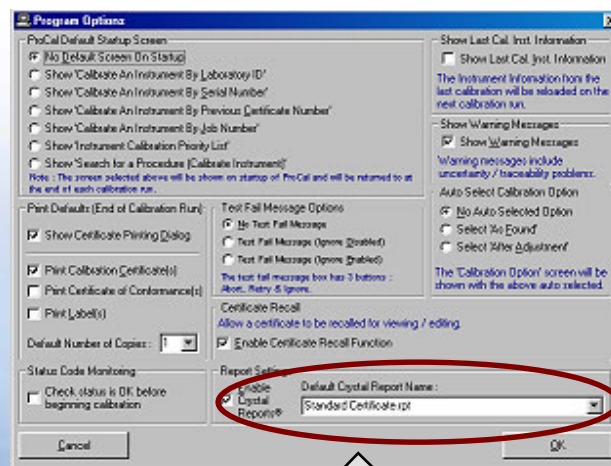 Program Options
ProCal Default Startup Screen
No Default Screen On Startup
Show 'Calibrate An Instrument By Laboratory ID'
Show 'Calibrate An Instrument By Serial Number'
Show 'Calibrate An Instrument By Previous Certificate Number'
Show 'Calibrate An Instrument By Job Number'
Show 'Instrument Calibration Priority List'
Show 'Search for a Procedure (Calibrate Instrument)'
Note : The screen selected above will be shown on startup of ProCal and will be returned to at
the end of each calibration run.
Show Last Cal. Inst. Information
Show Last Cal. Inst. Information
The Instrument Information from the
last calibration will be reloaded on the
next calibration run.
Show Warning Messages
Show Warning Messages
Warning messages include
uncertainty / traceability problems.
Print Defaults (End of Calibration Run)
Show Certificate Printing Dialog
Print Calibration Certificate(s)
Print Certificate of Conformance(s)
Print Label(s)
Default Number of Copies : 1
Test Fail Message Options
No Test Fail Message
Test Fail Message (Ignore Disabled)
Test Fail Message (Ignore Enabled)
The test fail message box has 3 buttons :
Abort, Retry & Ignore.
Auto Select Calibration Option
No Auto Selected Option
Select 'As Found'
Select 'After Adjustment'
The 'Calibration Option' screen will be
shown with the above auto selected.
Certificate Recall
Allow a certificate to be recalled for viewing / editing.
Enable Certificate Recall Function
Status Code Monitoring
Check status is OK before
beginning calibration
Report Settings
Enable
Crystal
Reports®
Default Crystal Report Name :
Standard Certificate.rpt
Cancel
OK